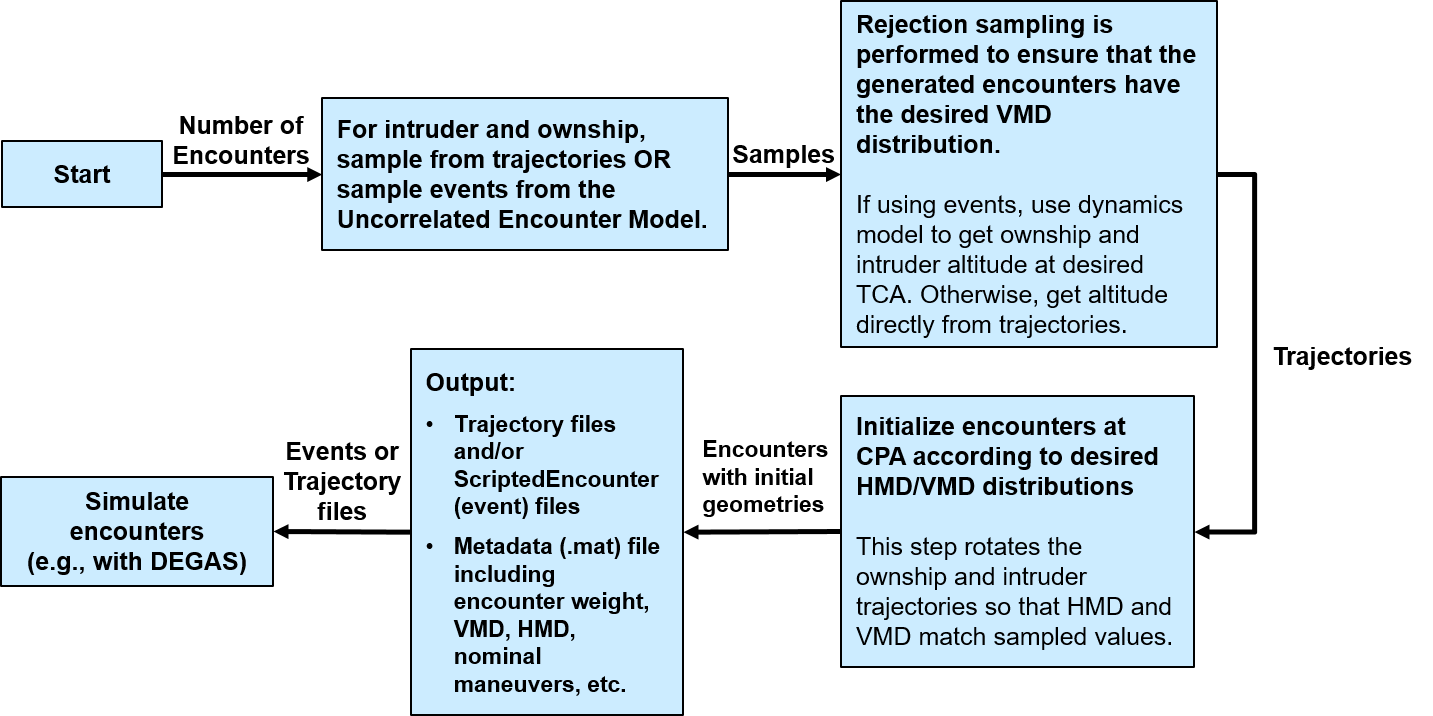 Start
Number of
Encounters
For intruder and ownship,
sample from trajectories OR
sample events from the
Uncorrelated Encounter Model.
Samples
Rejection sampling is
performed to ensure that the
generated encounters have
the desired VMD
distribution.
If using events, use dynamics
model to get ownship and
intruder altitude at desired
TCA. Otherwise, get altitude
directly from trajectories.
Trajectories
Initialize encounters at
CPA according to desired
HMD/VMD distributions
This step rotates the
ownship and intruder
trajectories so that HMD and
VMD match sampled values.
Encounters
with initial
geometries
Output:
• Trajectory files
and/or
ScriptedEncounter
(event) files
• Metadata (.mat) file
including
encounter weight,
VMD, HMD,
nominal
maneuvers, etc.
Events or
Trajectory
files
Simulate
encounters
(e.g., with DEGAS)